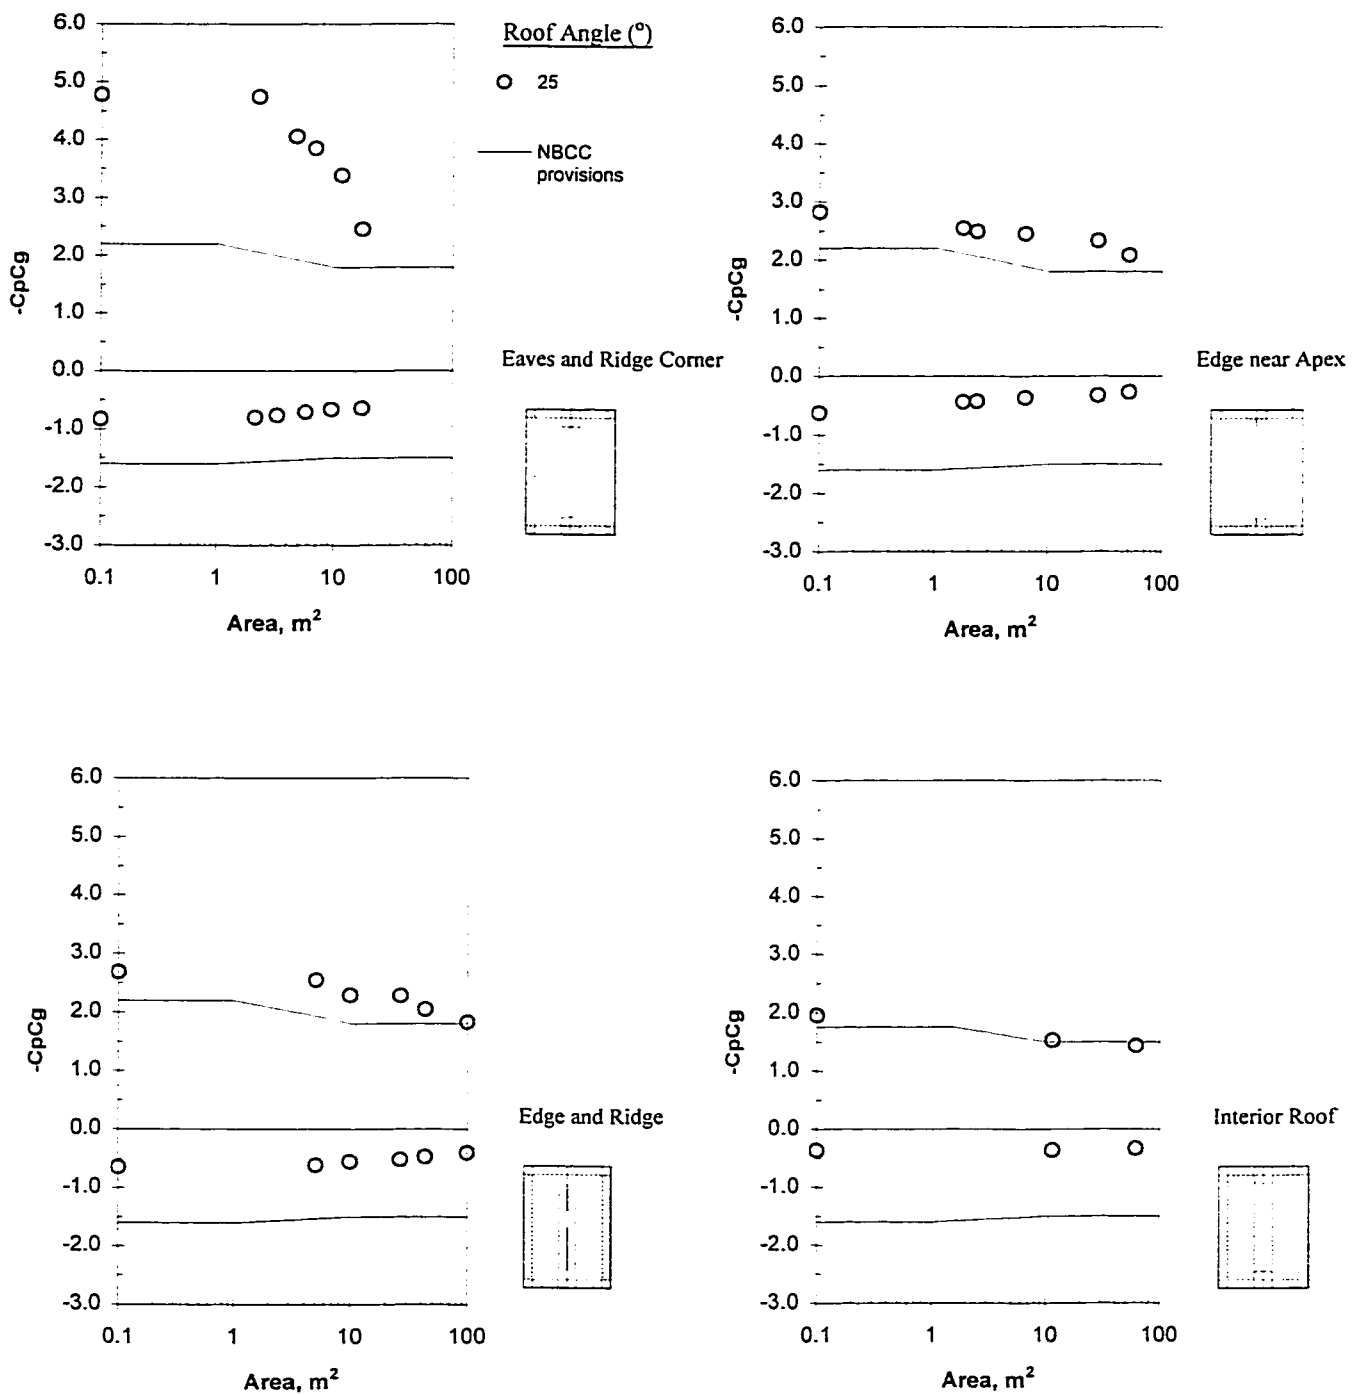 6.0
5.0
4.0
3.0
2.0
1.0
0.0
-1.0
-2.0
-3.0
-CpCg
0.1 1 10 100
Area, m²
Roof Angle (°)
25
NBCC
provisions
Eaves and Ridge Corner
6.0
5.0
4.0
3.0
2.0
1.0
0.0
-1.0
-2.0
-3.0
-CpCg
0.1 1 10 100
Area, m²
Edge near Apex
6.0
5.0
4.0
3.0
2.0
1.0
0.0
-1.0
-2.0
-3.0
-CpCg
0.1 1 10 100
Area, m²
Edge and Ridge
6.0
5.0
4.0
3.0
2.0
1.0
0.0
-1.0
-2.0
-3.0
-CpCg
0.1 1 10 100
Area, m²
Interior Roof